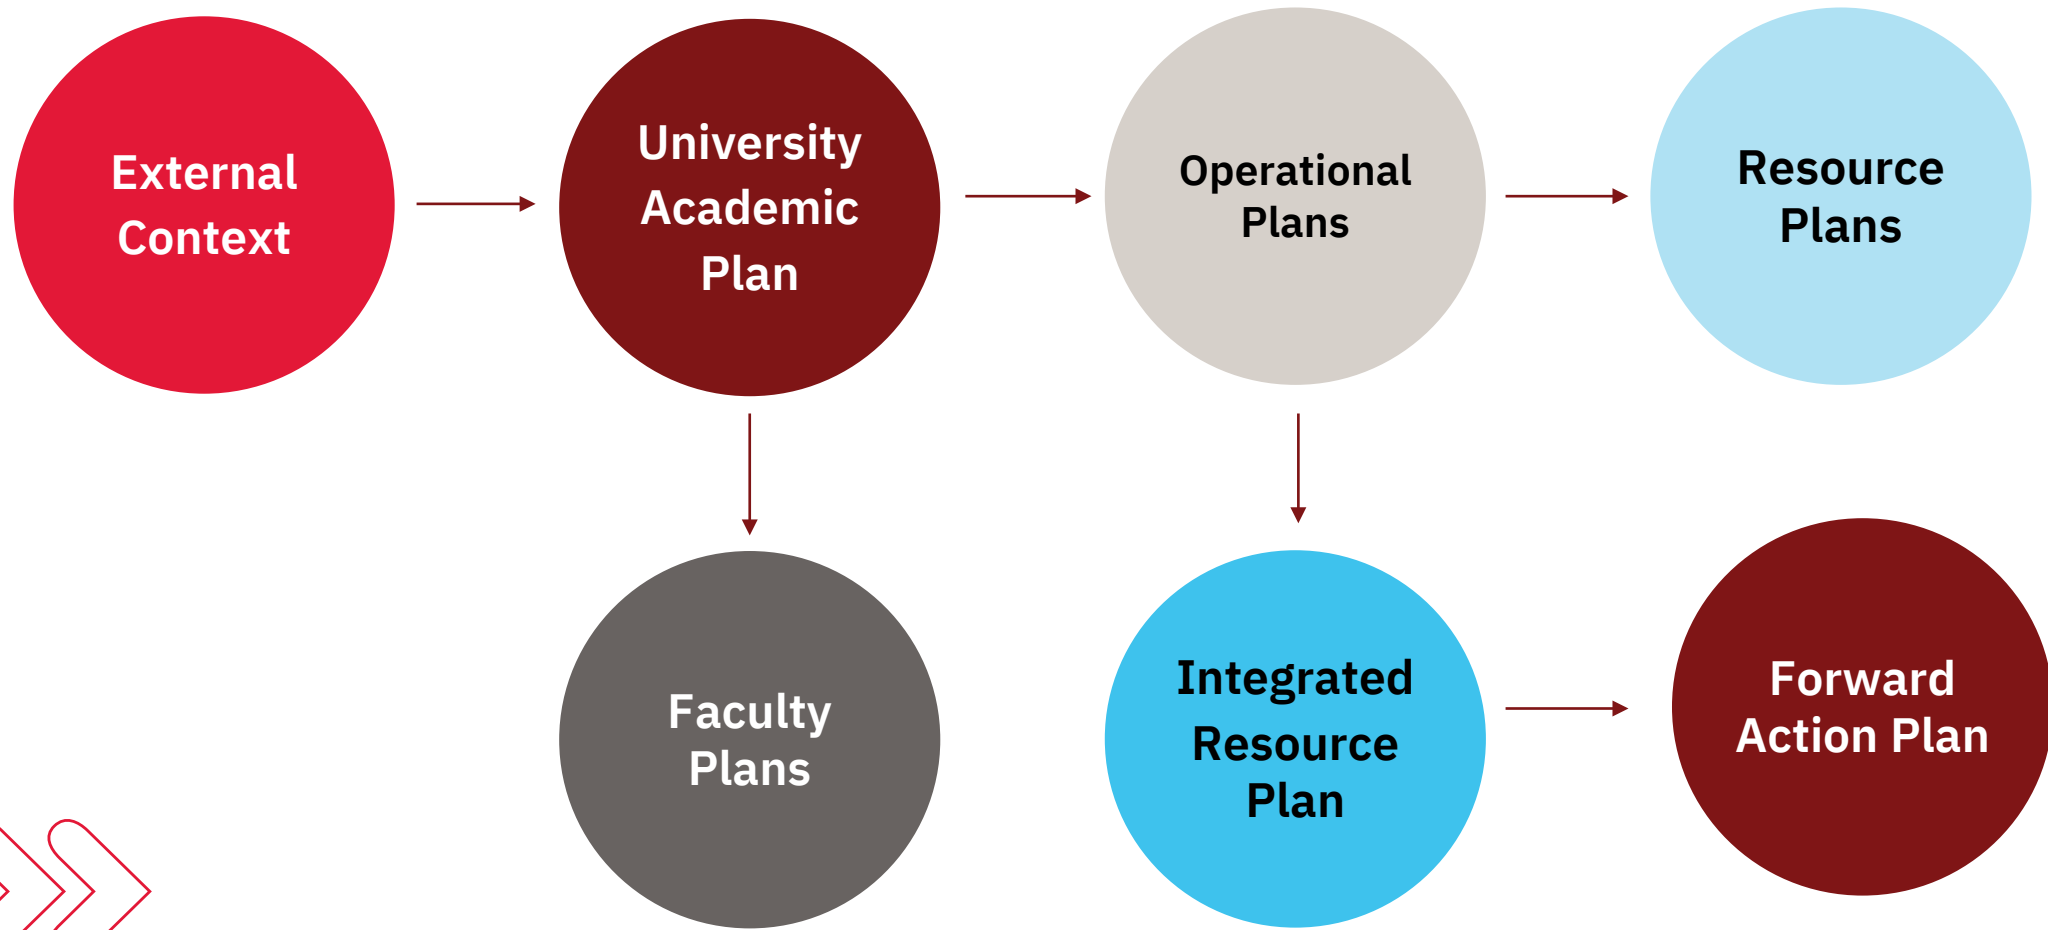 External
Context
University
Academic
Plan
Operational
Plans
Resource
Plans
Faculty
Plans
Integrated
Resource
Plan
Forward
Action Plan